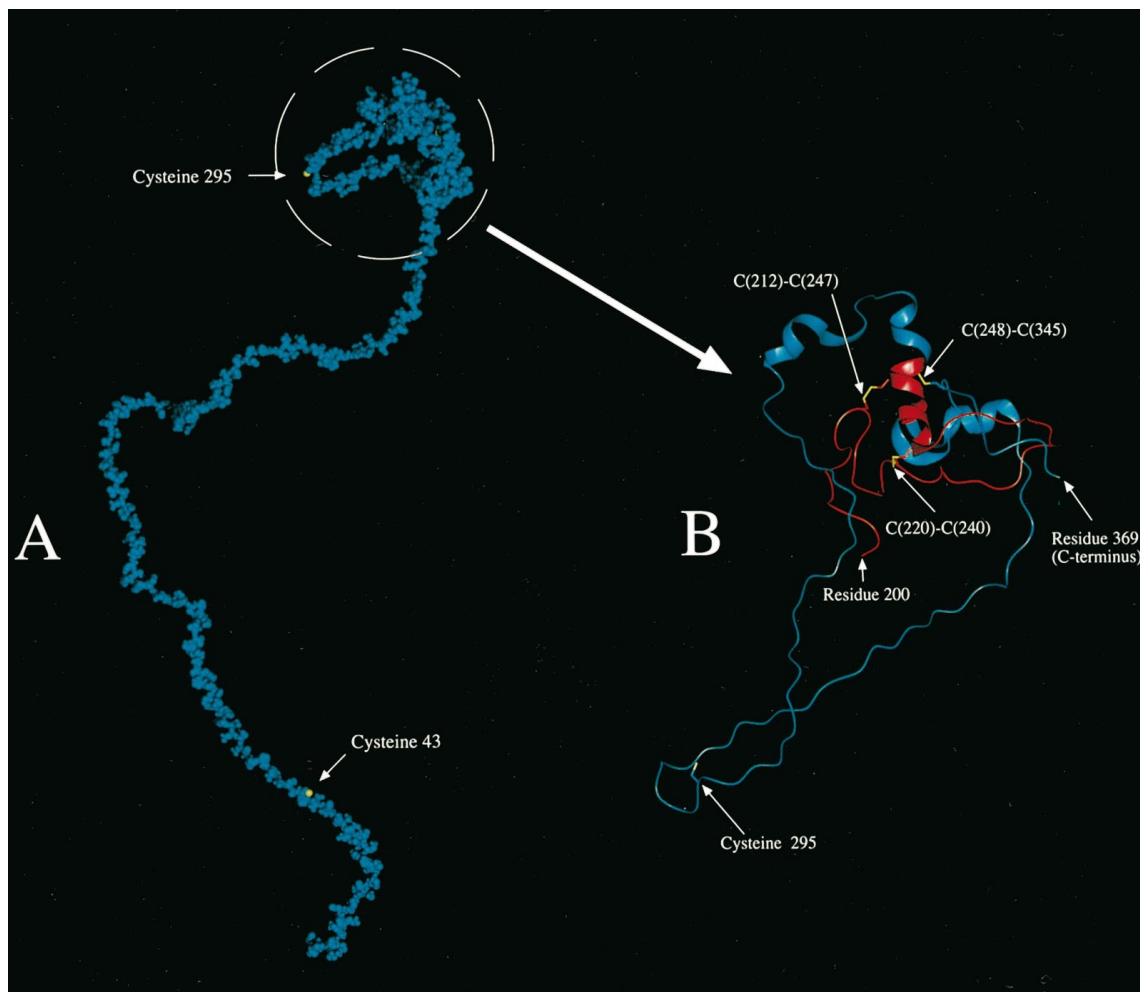 Cysteine 295
C(212)-C(247)
C(248)-C(345)
A
B
C(220)-C(240)
Residue 369
(C-terminus)
Residue 200
Cysteine 43
Cysteine 295